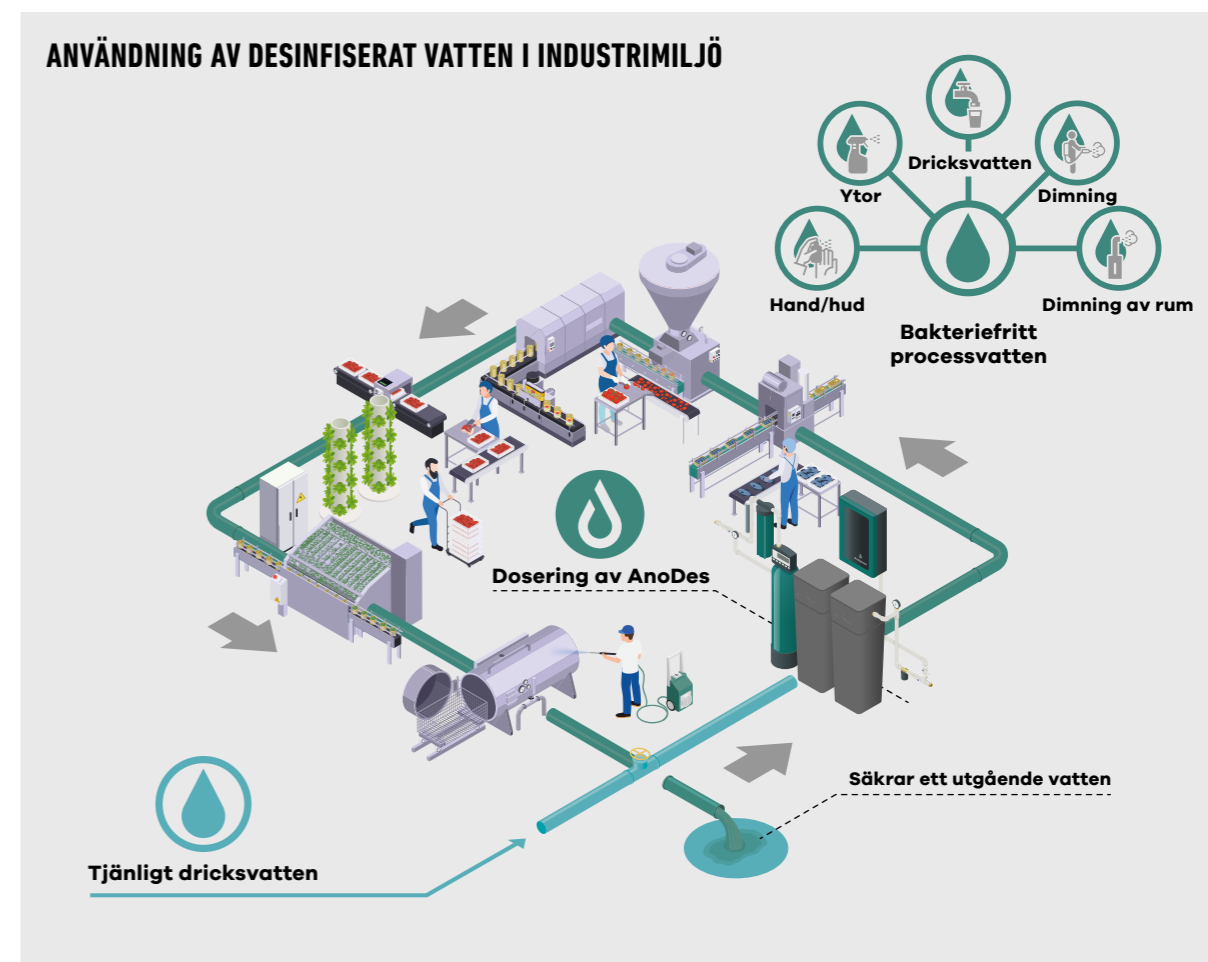 ANVÄNDNING AV DESINFISERAT VATTEN I INDUSTRIMILJÖ
Dricksvatten
Ytor
Dimning
Hand/hud
Dimning av rum
Bakteriefritt
processvatten
Dosering av AnoDes
Säkrar ett utgående vatten
Tjänligt dricksvatten